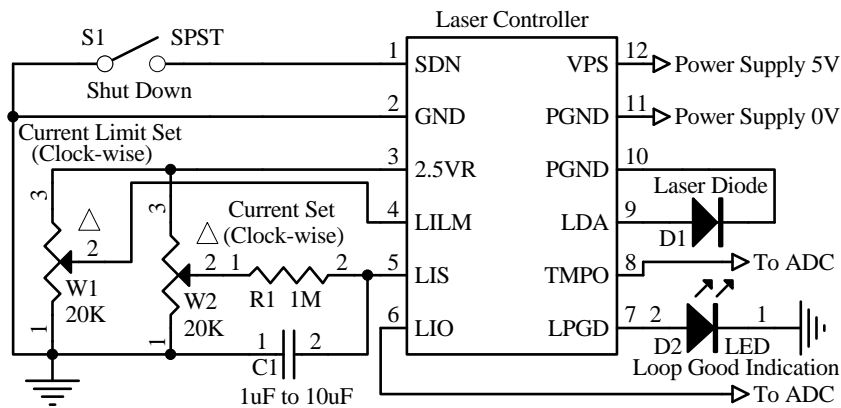 Laser Controller
S1 SPST
Shut Down
1 SDN VPS 12 Power Supply 5V
2 GND PGND 11 Power Supply 0V
Current Limit Set
(Clock-wise)
3 2.5VR PGND 10
Laser Diode
3 3
4 LILM LDA 9
D1
Current Set
△ △ (Clock-wise)
2 2 1 2 5 LIS TMPO 8 To ADC
W1 W2 R1 1M
20K 20K
6 LIO LPGD 7 2 1
D2 LED
1 1 1 2
C1
Loop Good Indication
1uF to 10uF
To ADC